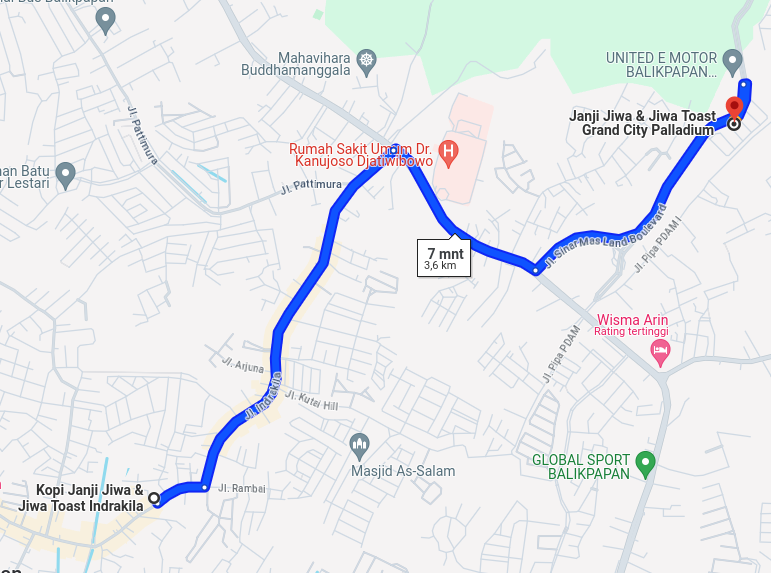 Balikpapan
UNITED E MOTOR
BALIKPAPAN...
Mahavihara
Buddhamanggala
Janji Jiwa & Jiwa Toast
Grand City Palladium
Jl. Pattimura
Rumah Sakit Umum Dr.
Kanujoso Djatiwibowo
H
Batu
Lestari
Jl. Pattimura
Jl. Sinar Mas Land Boulevard
Jl. Pipa PDAM I
7 mnt
3,6 km
Wisma Arin
Rating tertinggi
Jl. Pipa PDAM
Jl. Arjuna
Jl. Indrakila
Jl. Kutai Hill
Masjid As-Salam
GLOBAL SPORT
BALIKPAPAN
Kopi Janji Jiwa &
Jiwa Toast Indrakila
Jl. Rambai